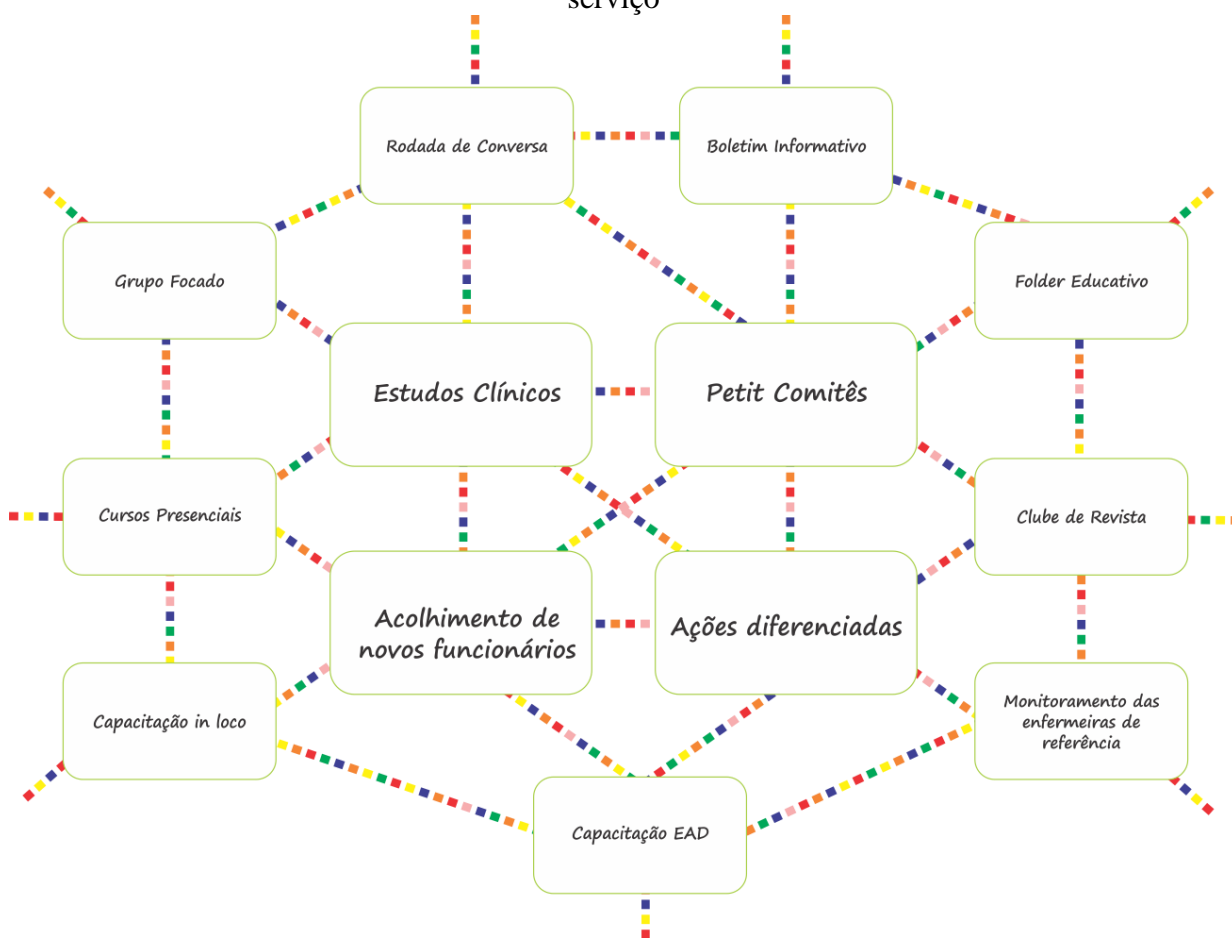 serviço
Rodada de Conversa
Boletim Informativo
Grupo Focado
Folder Educativo
Estudos Clínicos
Petit Comitês
Cursos Presenciais
Clube de Revista
Acolhimento de
novos funcionários
Ações diferenciadas
Capacitação in loco
Monitoramento das
enfermeiras de
referência
Capacitação EAD